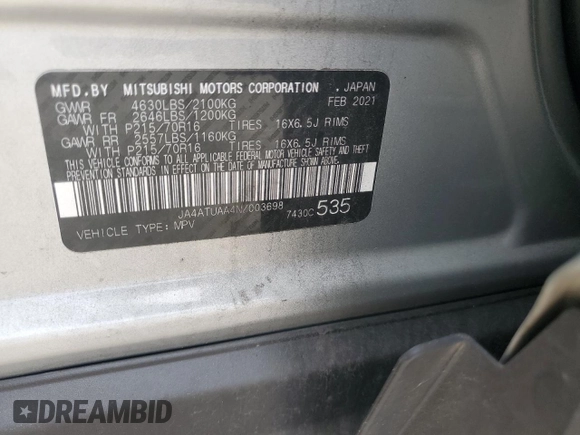 MFD.BY MITSUBISHI MOTORS CORPORATION . JAPAN
GVWR 4630LBS/2100KG FEB 2021
GAWR FR 2646LBS/1200KG
WITH P215/70R16 TIRES 16X6.5J RIMS
GAWR RR 2557LBS/1160KG
WITH P215/70R16 TIRES 16X6.5J RIMS
THIS VEHICLE CONFORMS TO ALL APPLICABLE FEDERAL MOTOR VEHICLE SAFETY AND THEFT
PREVENTION STANDARDS IN EFFECT ON THE DATE OF MANUFACTURE SHOWN ABOVE.
JA4ATUAA4NZ003698 7430C 535
VEHICLE TYPE: MPV
DREAMBID